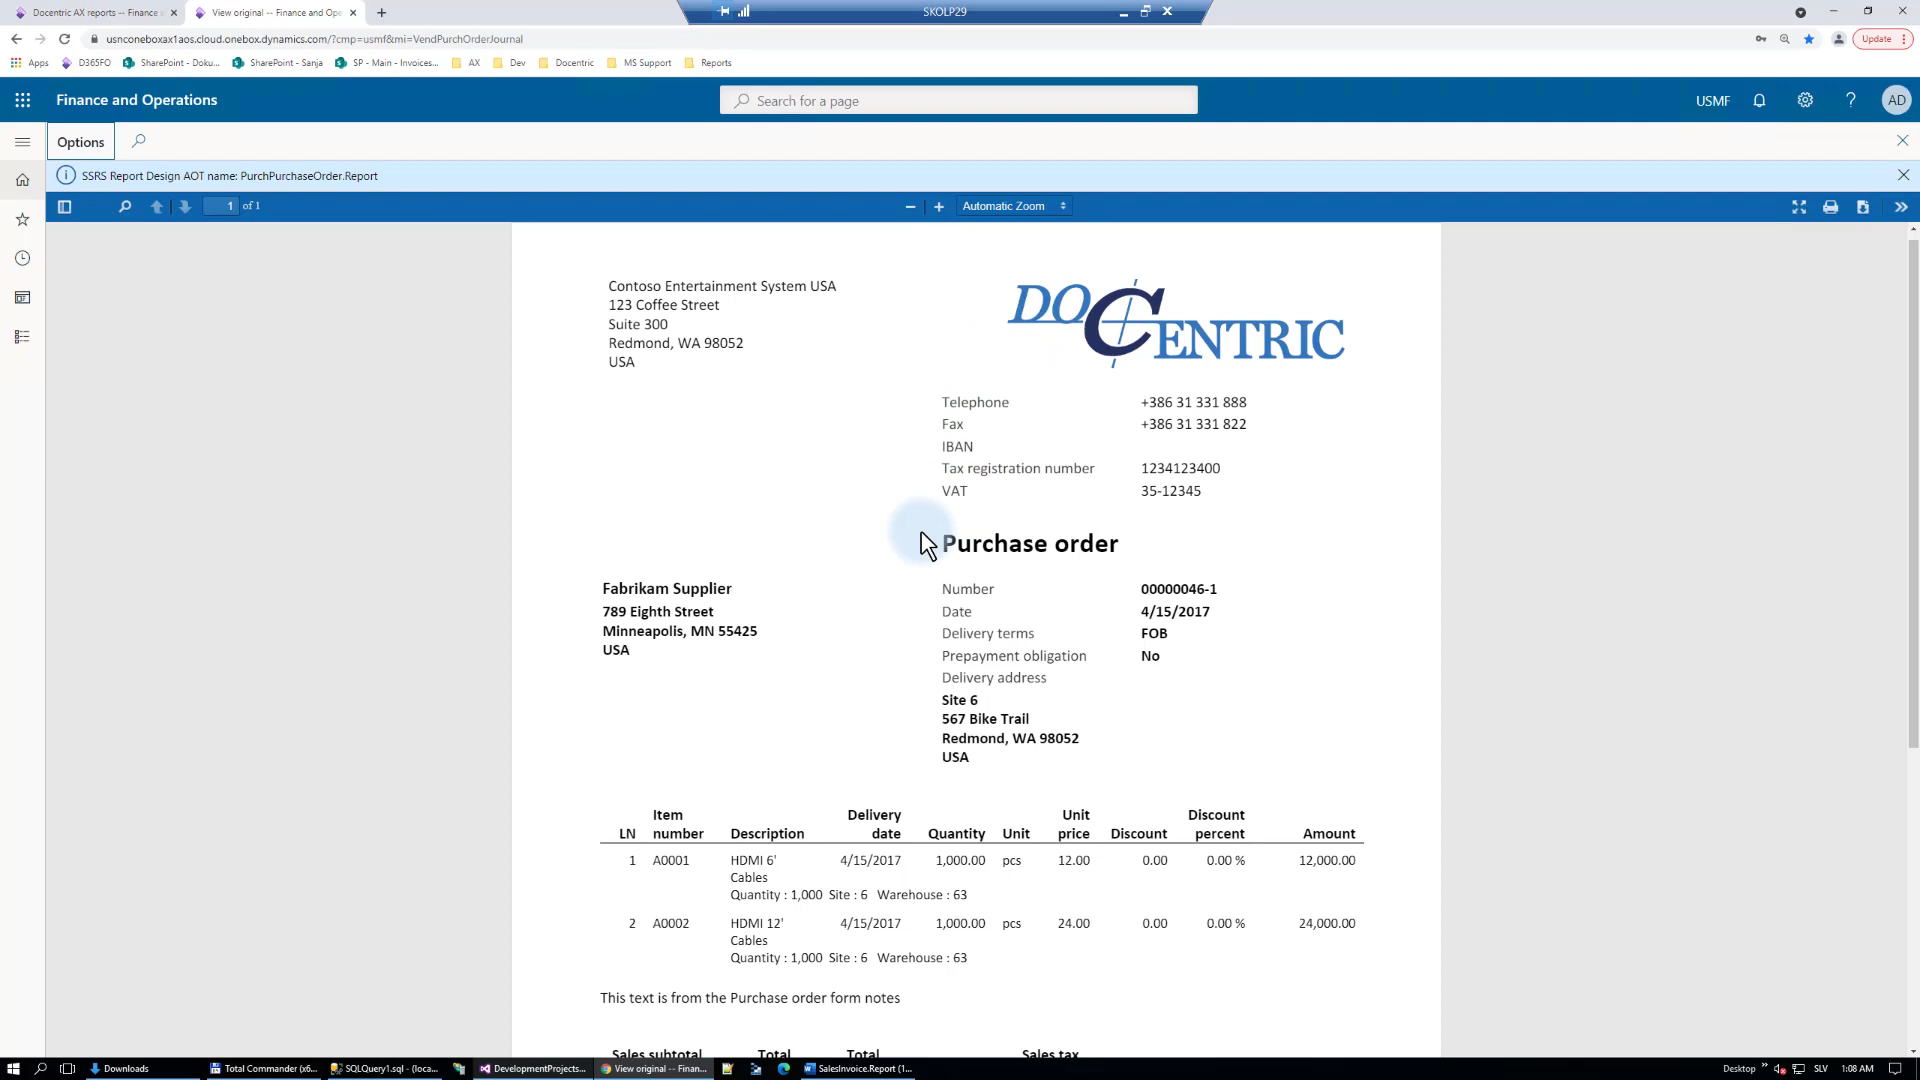 Docentric AX reports -- Finance
View original -- Finance and Ope
SKOLP29
usnconeboxax1aos.cloud.onebox.dynamics.com/?cmp=usmf&mi=VendPurchOrderJournal
Update
Apps
D365FO
SharePoint - Doku...
SharePoint - Sanja
SP - Main - Invoices...
AX
Dev
Docentric
MS Support
Reports
Finance and Operations
Search for a page
USMF
?
AD
Options
SSRS Report Design AOT name: PurchPurchaseOrder.Report
1 of 1
Automatic Zoom
Contoso Entertainment System USA
123 Coffee Street
Suite 300
Redmond, WA 98052
USA
DOCENTRIC
Telephone +386 31 331 888
Fax +386 31 331 822
IBAN
Tax registration number 1234123400
VAT 35-12345
Purchase order
Fabrikam Supplier
789 Eighth Street
Minneapolis, MN 55425
USA
Number 00000046-1
Date 4/15/2017
Delivery terms FOB
Prepayment obligation No
Delivery address
Site 6
567 Bike Trail
Redmond, WA 98052
USA
Item Delivery Unit Discount
LN number Description date Quantity Unit price Discount percent Amount
1 A0001 HDMI 6' 4/15/2017 1,000.00 pcs 12.00 0.00 0.00 % 12,000.00
Cables
Quantity : 1,000 Site : 6 Warehouse : 63
2 A0002 HDMI 12' 4/15/2017 1,000.00 pcs 24.00 0.00 0.00 % 24,000.00
Cables
Quantity : 1,000 Site : 6 Warehouse : 63
This text is from the Purchase order form notes
Sales subtotal Total Total Sales tax
Downloads
Total Commander (x6...
SQLQuery1.sql - (loca...
DevelopmentProjects...
View original -- Finan...
SalesInvoice.Report (1...
Desktop
SLV
1:08 AM